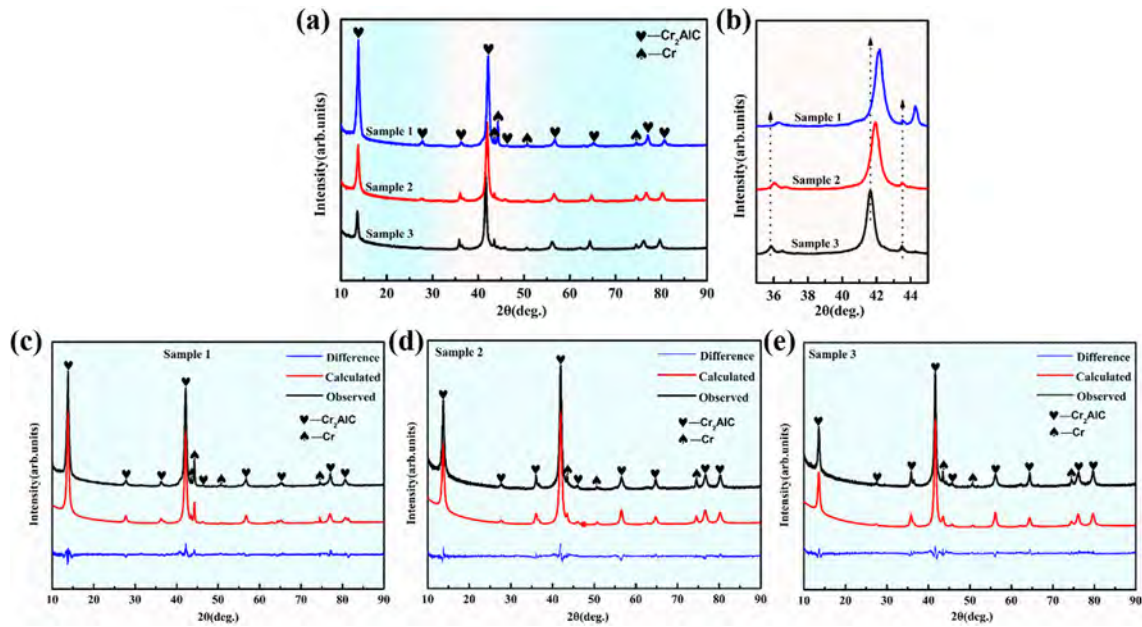 (a)
Intensity(arb.units)
♥—Cr₂AlC
♠—Cr
Sample 1
Sample 2
Sample 3
10 20 30 40 50 60 70 80 90
2θ(deg.)
(b)
Intensity(arb.units)
Sample 1
Sample 2
Sample 3
36 38 40 42 44
2θ(deg.)
(c)
Intensity(arb.units)
Sample 1
Difference
Calculated
Observed
♥—Cr₂AlC
♠—Cr
10 20 30 40 50 60 70 80 90
2θ(deg.)
(d)
Intensity(arb.units)
Sample 2
Difference
Calculated
Observed
♥—Cr₂AlC
♠—Cr
10 20 30 40 50 60 70 80 90
2θ(deg.)
(e)
Intensity(arb.units)
Sample 3
Difference
Calculated
Observed
♥—Cr₂AlC
♠—Cr
10 20 30 40 50 60 70 80 90
2θ(deg.)